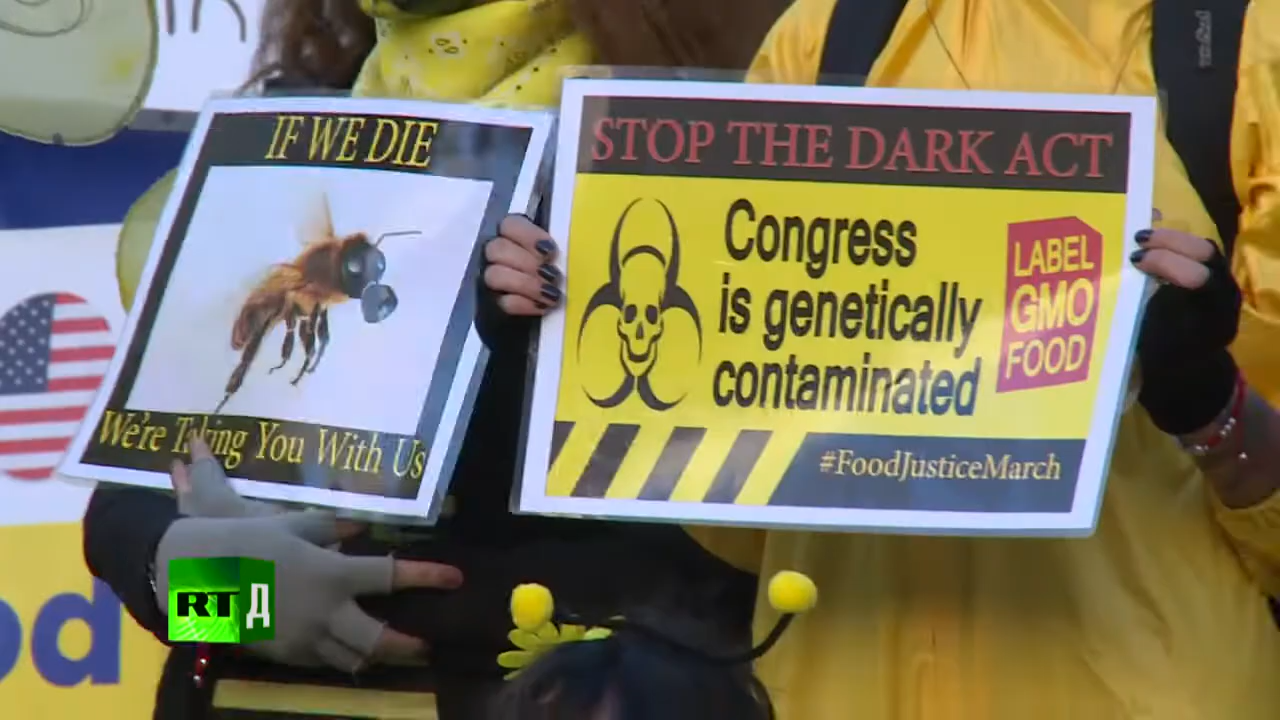 IF WE DIE
We're Taking You With Us
STOP THE DARK ACT
Congress
is genetically
contaminated
LABEL
GMO
FOOD
#FoodJusticeMarch
od
RT Д